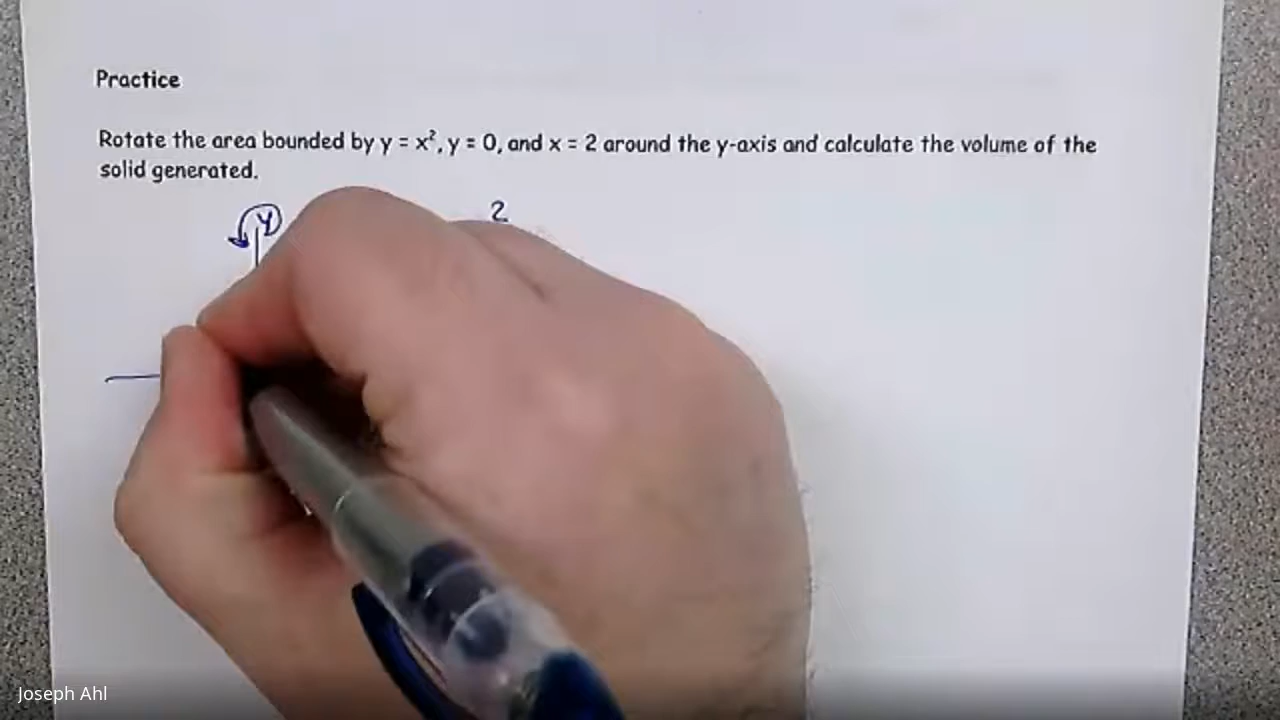 Practice
Rotate the area bounded by y = x², y = 0, and x = 2 around the y-axis and calculate the volume of the
solid generated.
y
2
Joseph Ahl